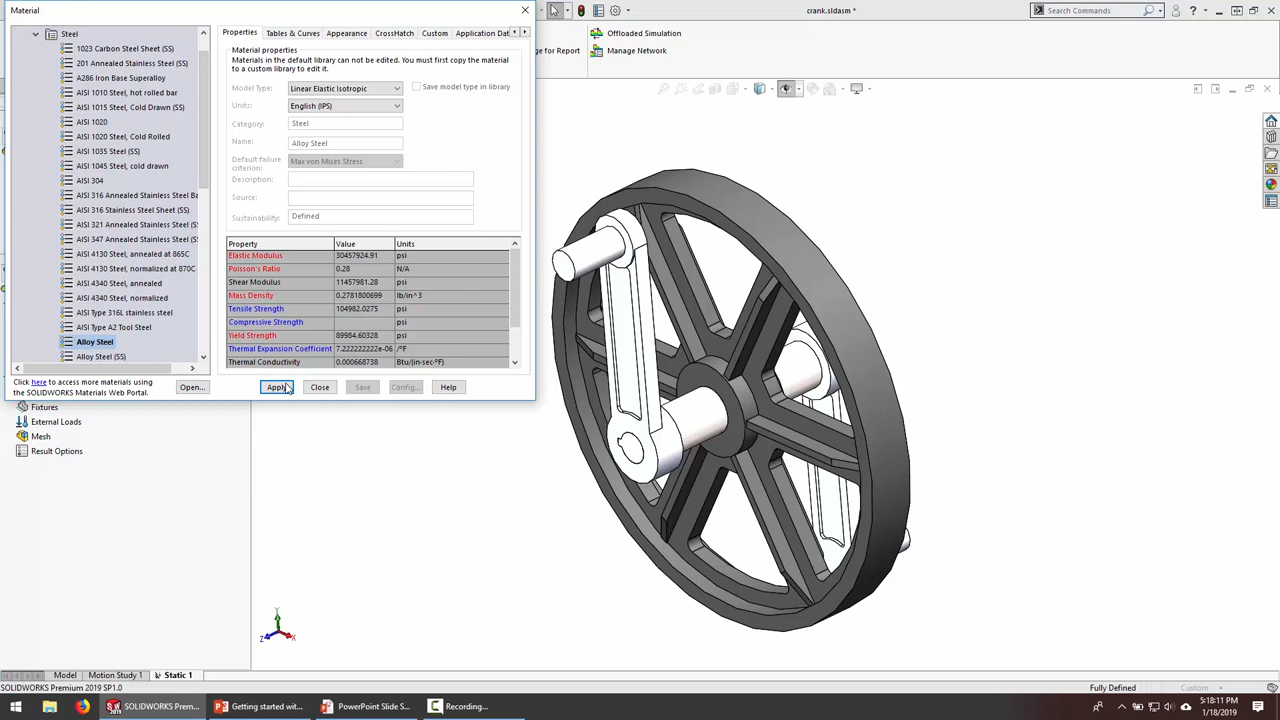 Material
crank.sldasm *
Search Commands
Steel
1023 Carbon Steel Sheet (SS)
201 Annealed Stainless Steel (SS)
A286 Iron Base Superalloy
AISI 1010 Steel, hot rolled bar
AISI 1015 Steel, Cold Drawn (SS)
AISI 1020
AISI 1020 Steel, Cold Rolled
AISI 1035 Steel (SS)
AISI 1045 Steel, cold drawn
AISI 304
AISI 316 Annealed Stainless Steel Ba
AISI 316 Stainless Steel Sheet (SS)
AISI 321 Annealed Stainless Steel (S
AISI 347 Annealed Stainless Steel (S
AISI 4130 Steel, annealed at 865C
AISI 4130 Steel, normalized at 870C
AISI 4340 Steel, annealed
AISI 4340 Steel, normalized
AISI Type 316L stainless steel
AISI Type A2 Tool Steel
Alloy Steel
Alloy Steel (SS)
Click here to access more materials using
the SOLIDWORKS Materials Web Portal.
Open...
Properties
Tables & Curves
Appearance
CrossHatch
Custom
Application Dat
Material properties
Materials in the default library can not be edited. You must first copy the material
to a custom library to edit it.
Model Type: Linear Elastic Isotropic
Save model type in library
Units: English (IPS)
Category: Steel
Name: Alloy Steel
Default failure
criterion: Max von Mises Stress
Description:
Source:
Sustainability: Defined
Property Value Units
Elastic Modulus 30457924.91 psi
Poisson's Ratio 0.28 N/A
Shear Modulus 11457981.28 psi
Mass Density 0.2781800699 lb/in^3
Tensile Strength 104982.0275 psi
Compressive Strength psi
Yield Strength 89984.60328 psi
Thermal Expansion Coefficient 7.222222222e-06 /°F
Thermal Conductivity 0.000668738 Btu/(in·sec·°F)
Apply
Close
Save
Config...
Help
e for Report
Offloaded Simulation
Manage Network
Fixtures
External Loads
Mesh
Result Options
Y
Z
X
Model
Motion Study 1
Static 1
SOLIDWORKS Premium 2019 SP1.0
Fully Defined
Custom
SOLIDWORKS Prem...
Getting started wit...
PowerPoint Slide S...
Recording...
5:18:11 PM
1/18/2019